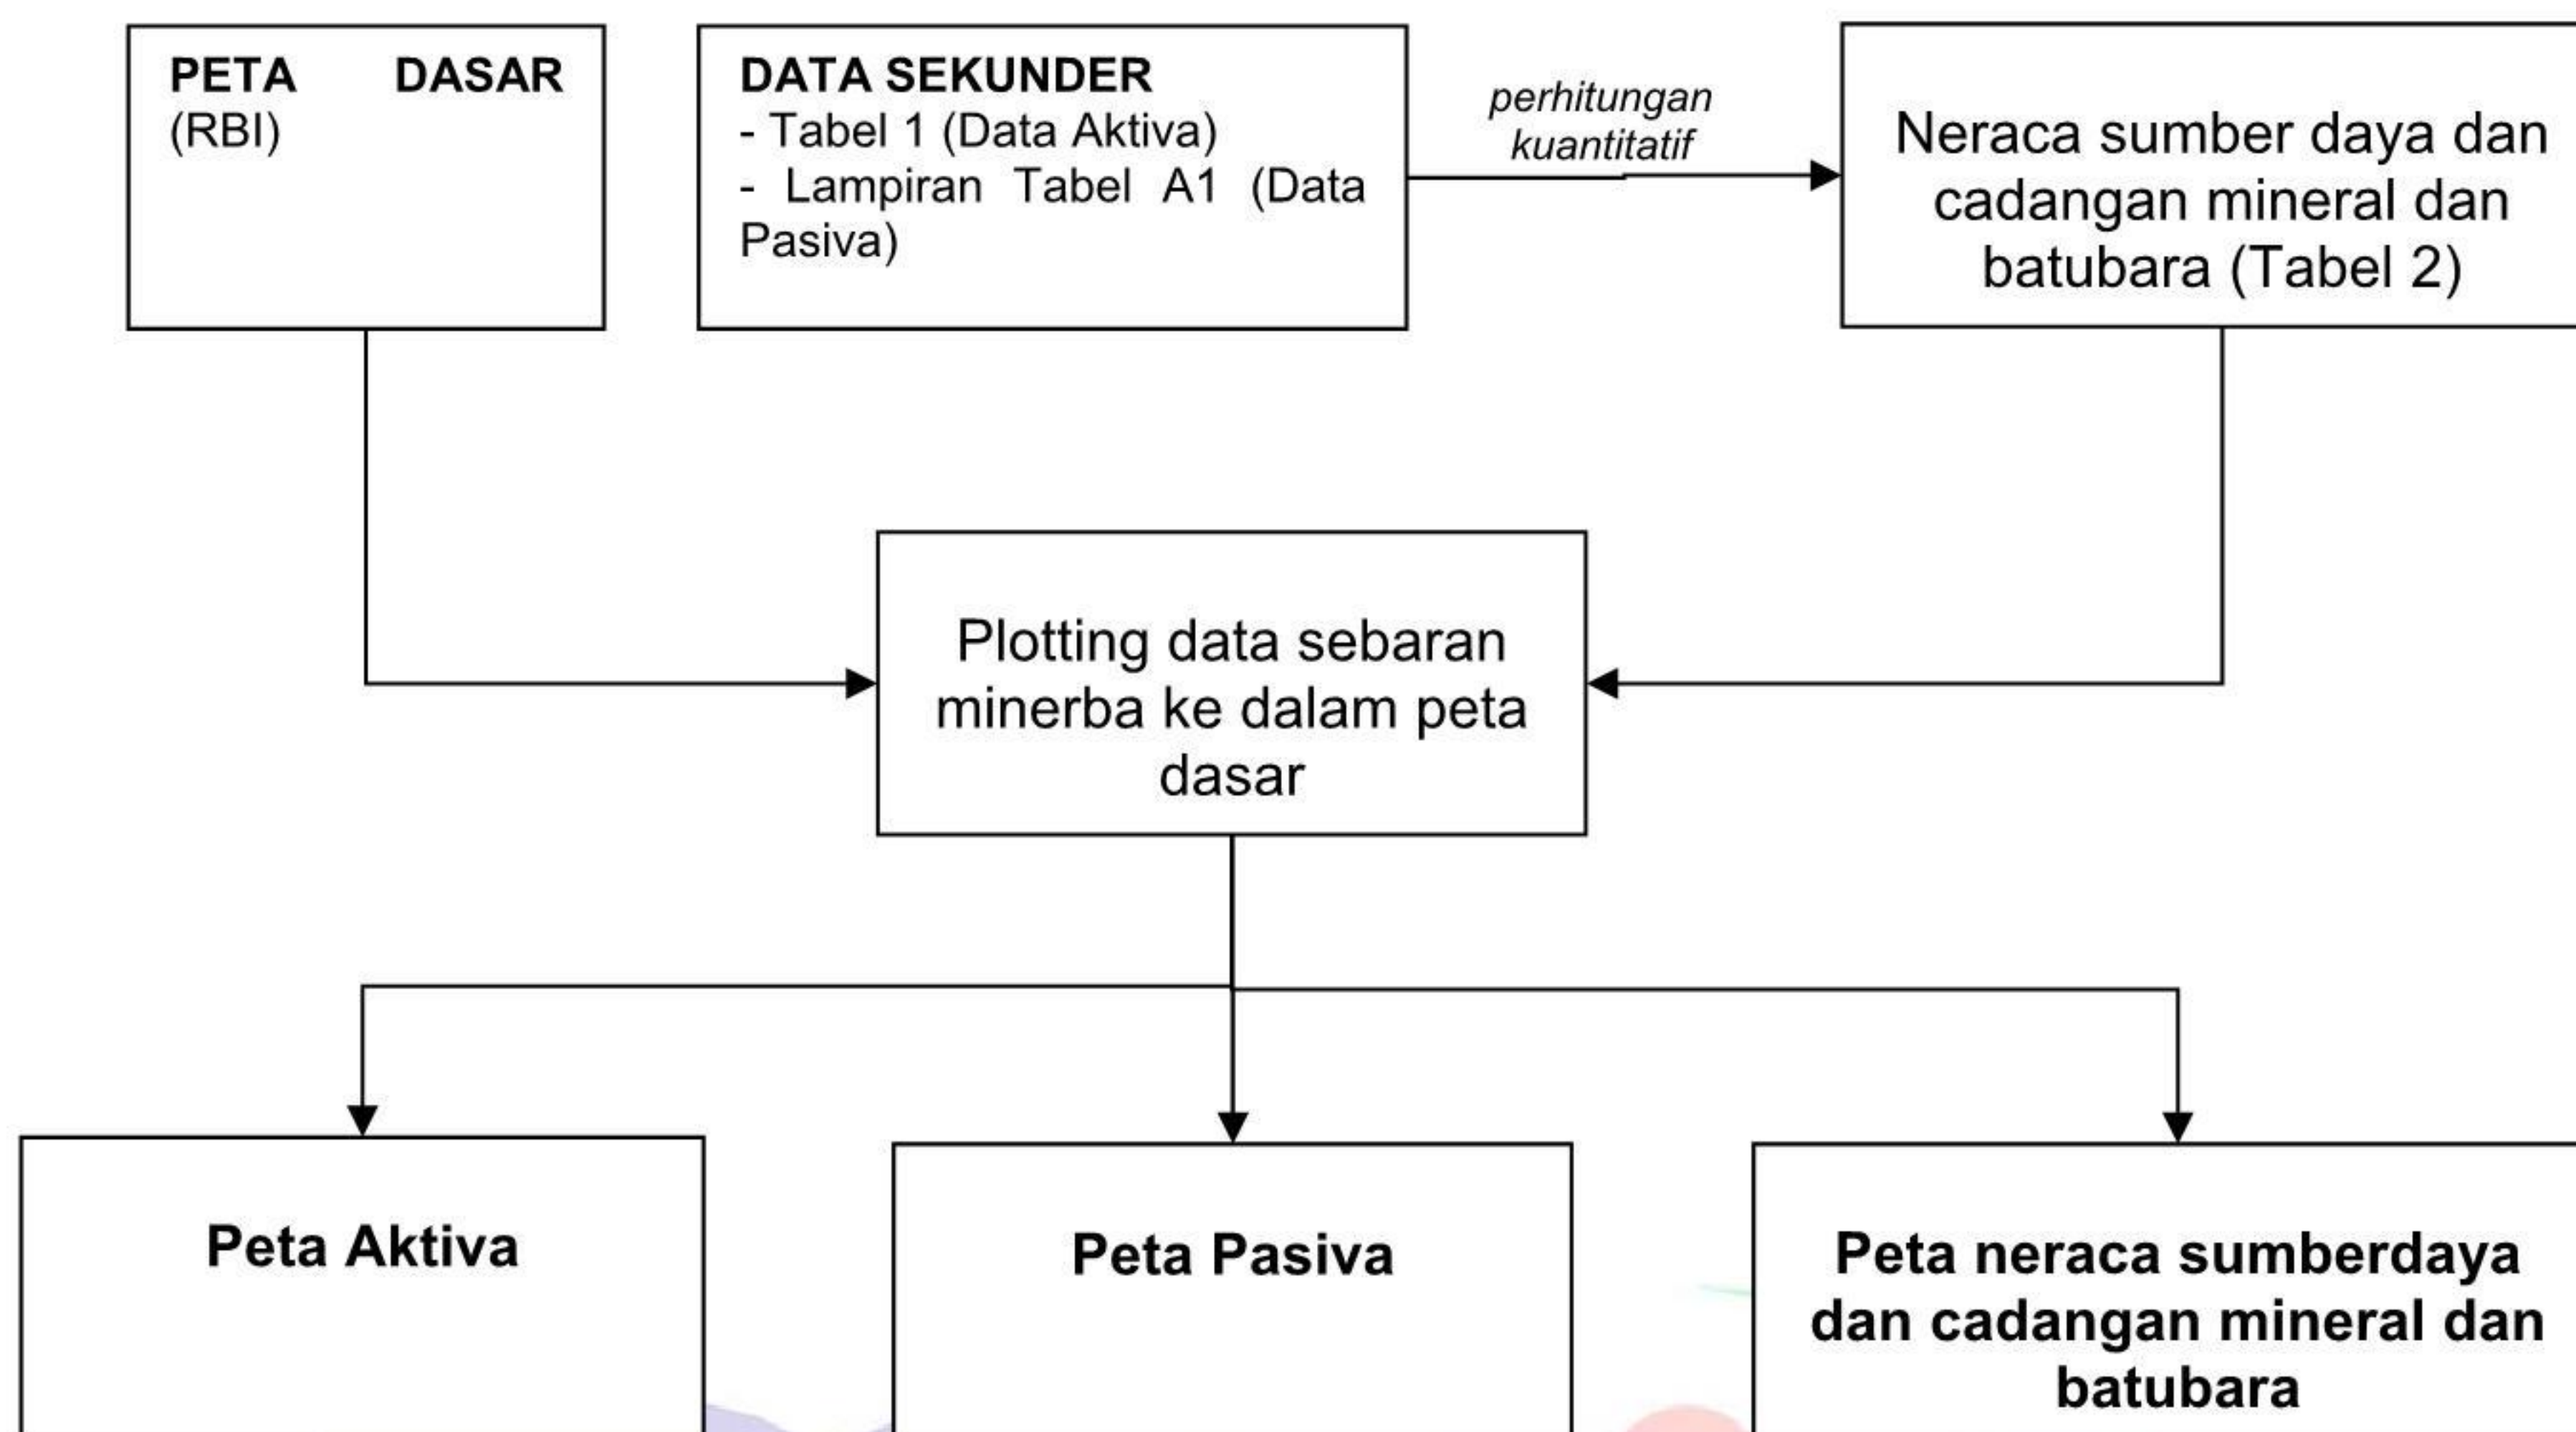 PETA DASAR
(RBI)
DATA SEKUNDER
- Tabel 1 (Data Aktiva)
- Lampiran Tabel A1 (Data
Pasiva)
perhitungan
kuantitatif
Neraca sumber daya dan
cadangan mineral dan
batubara (Tabel 2)
Plotting data sebaran
minerba ke dalam peta
dasar
Peta Aktiva
Peta Pasiva
Peta neraca sumberdaya
dan cadangan mineral dan
batubara